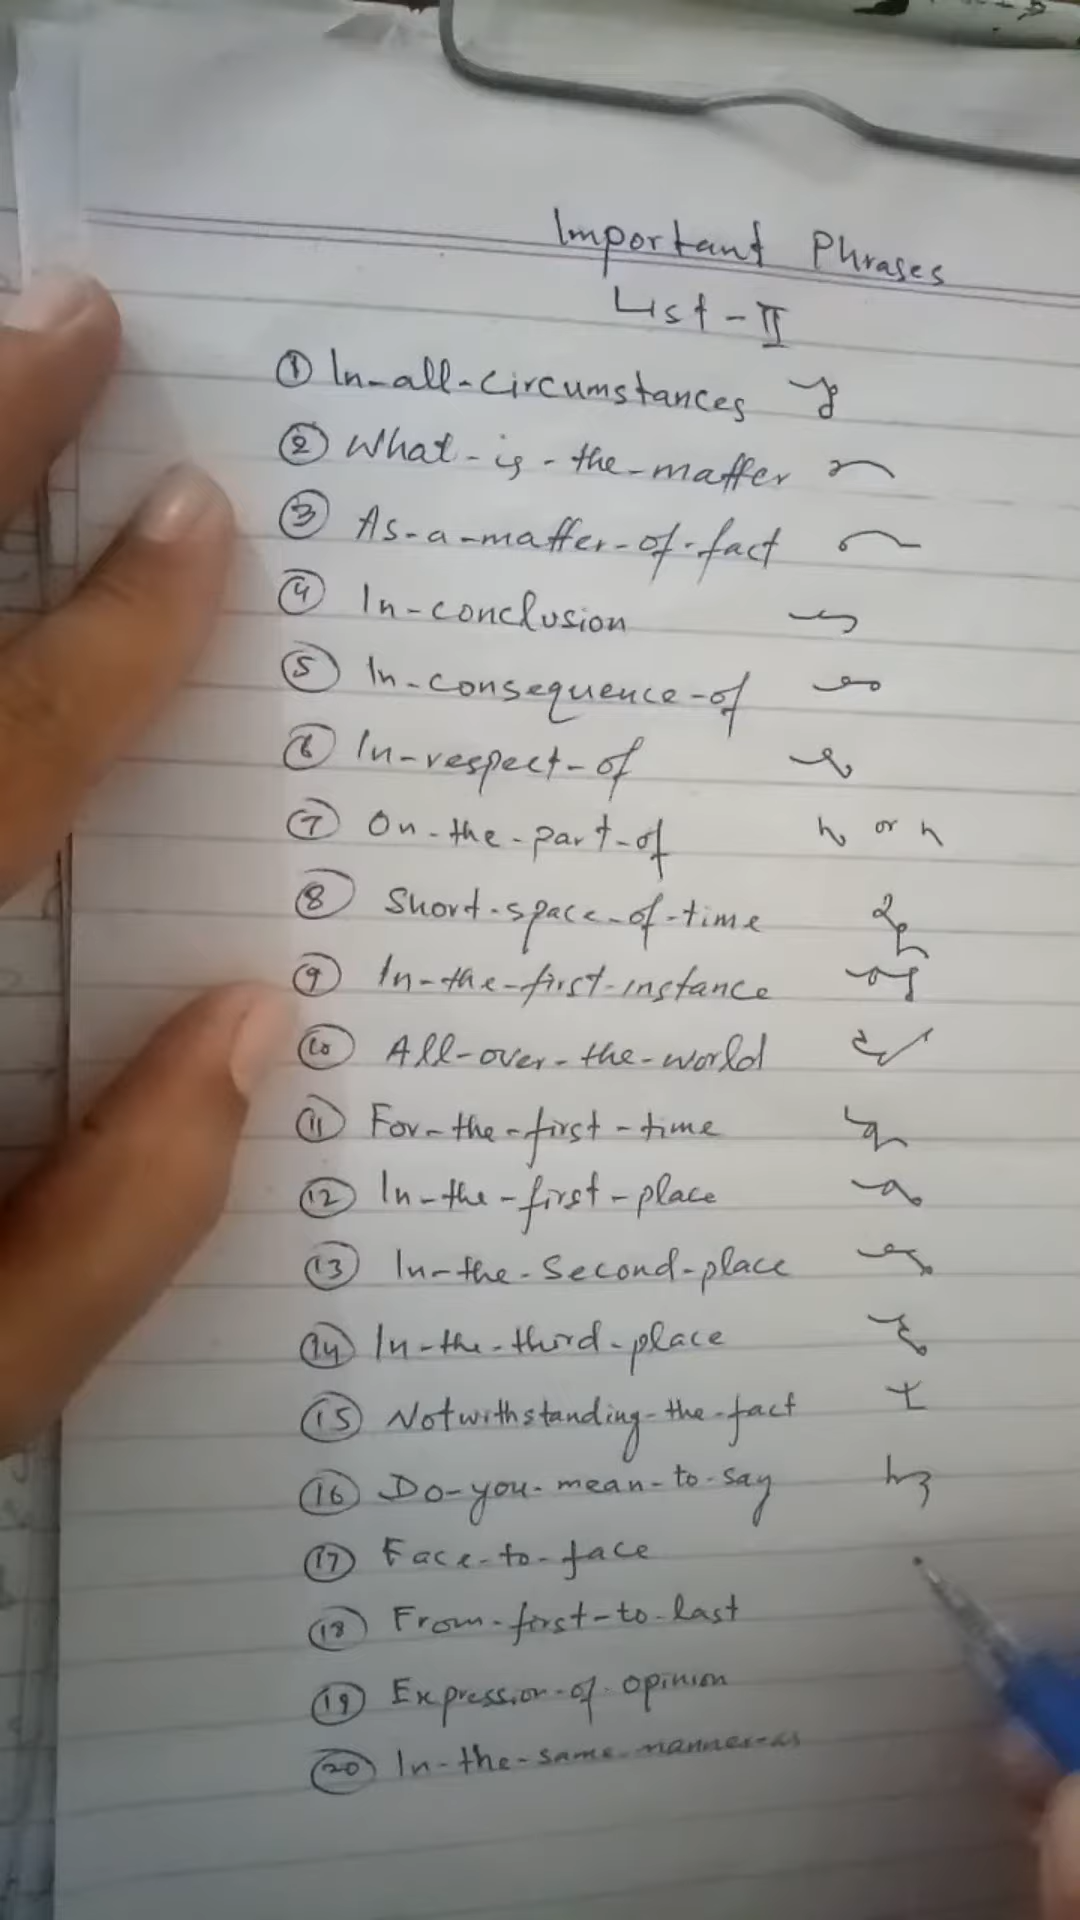 Important Phrases
List-II
① In-all-circumstances
② What-is-the-matter
③ As-a-matter-of-fact
④ In-conclusion
⑤ In-consequence-of
⑥ In-respect-of
⑦ On-the-part-of or
⑧ Short-space-of-time
⑨ In-the-first-instance
⑩ All-over-the-world
⑪ For-the-first-time
⑫ In-the-first-place
⑬ In-the-Second-place
⑭ In-the-third-place
⑮ Notwithstanding-the-fact
⑯ Do-you-mean-to-say
⑰ Face-to-face
⑱ From-first-to-last
⑲ Expression-of-opinion
⑳ In-the-same-manner-as